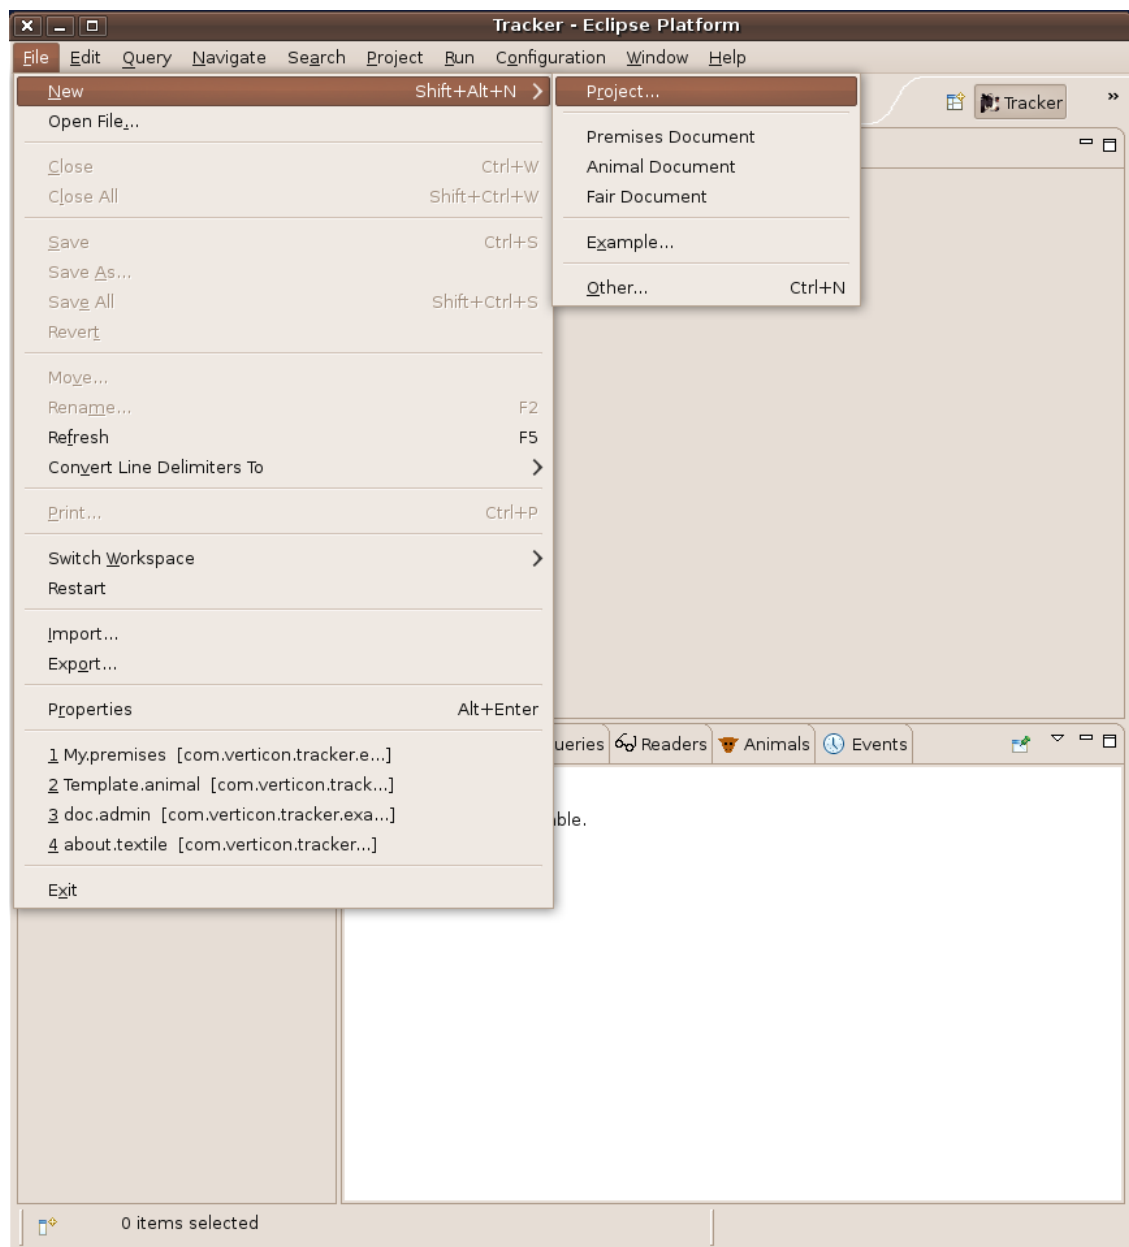 Tracker - Eclipse Platform
File Edit Query Navigate Search Project Run Configuration Window Help
New Shift+Alt+N
Open File...
Close Ctrl+W
Close All Shift+Ctrl+W
Save Ctrl+S
Save As...
Save All Shift+Ctrl+S
Revert
Move...
Rename... F2
Refresh F5
Convert Line Delimiters To
Print... Ctrl+P
Switch Workspace
Restart
Import...
Export...
Properties Alt+Enter
1 My.premises [com.verticon.tracker.e...]
2 Template.animal [com.verticon.track...]
3 doc.admin [com.verticon.tracker.exa...]
4 about.textile [com.verticon.tracker...]
Exit
Project...
Premises Document
Animal Document
Fair Document
Example...
Other... Ctrl+N
Tracker »
ueries Readers Animals Events
ble.
0 items selected